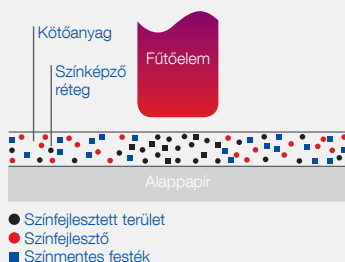 Kötőanyag
Fűtőelem
Színképző
réteg
Alappapír
Színfejlesztett terület
Színfejlesztő
Színmentes festék